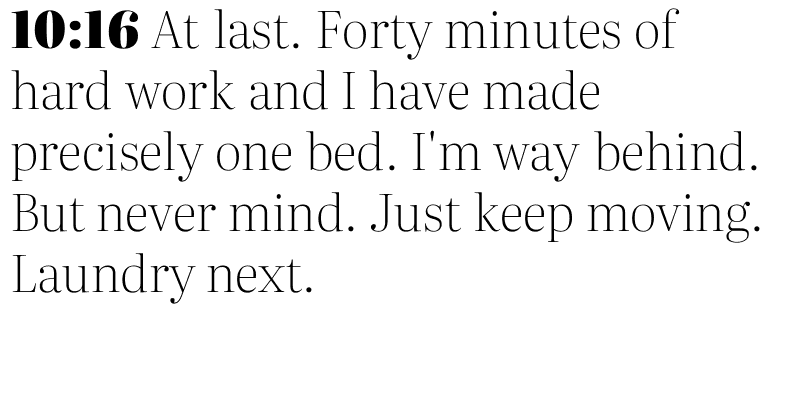 10:16 At last. Forty minutes of
hard work and I have made
precisely one bed. I'm way behind.
But never mind. Just keep moving.
Laundry next.